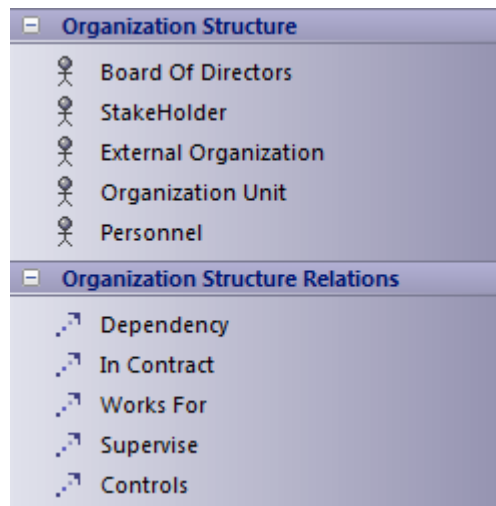 Organization Structure
Board Of Directors
StakeHolder
External Organization
Organization Unit
Personnel
Organization Structure Relations
Dependency
In Contract
Works For
Supervise
Controls